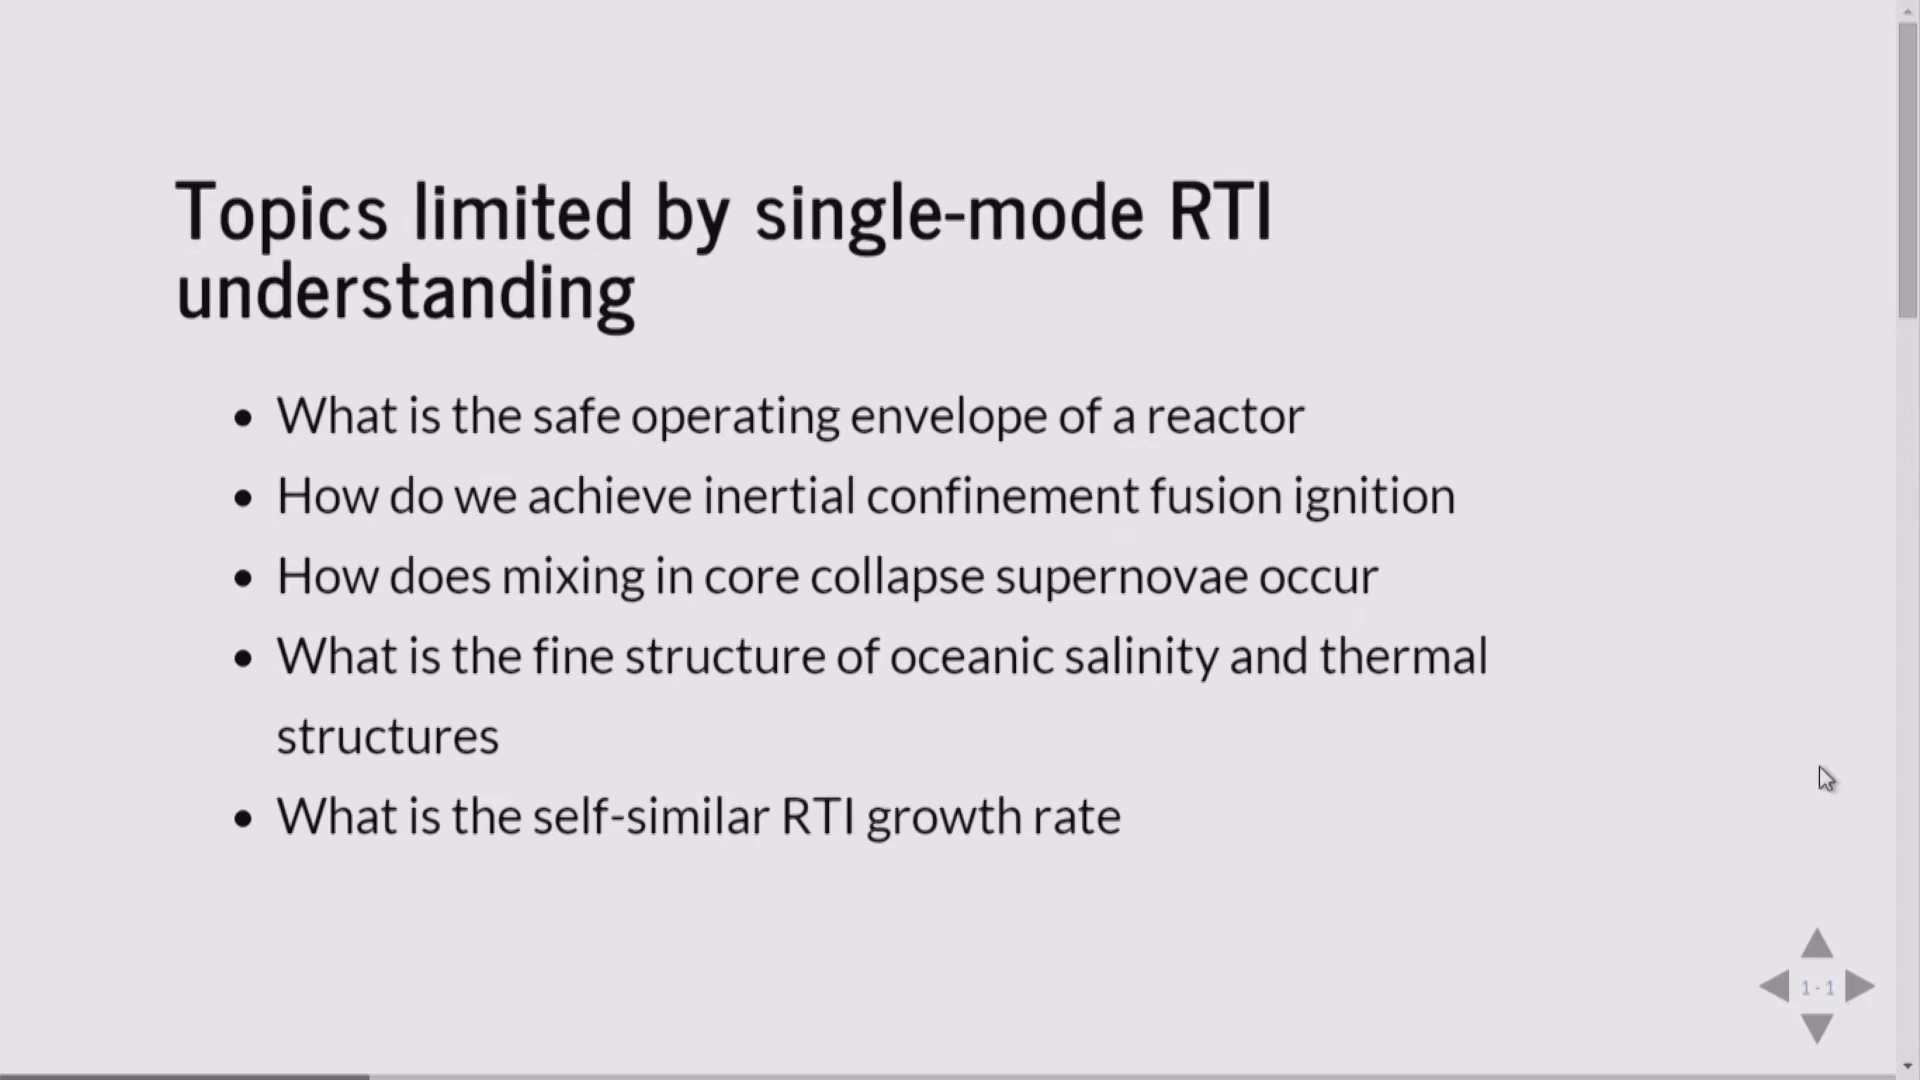 Topics limited by single-mode RTI
understanding
• What is the safe operating envelope of a reactor
• How do we achieve inertial confinement fusion ignition
• How does mixing in core collapse supernovae occur
• What is the fine structure of oceanic salinity and thermal
structures
• What is the self-similar RTI growth rate
1 - 1